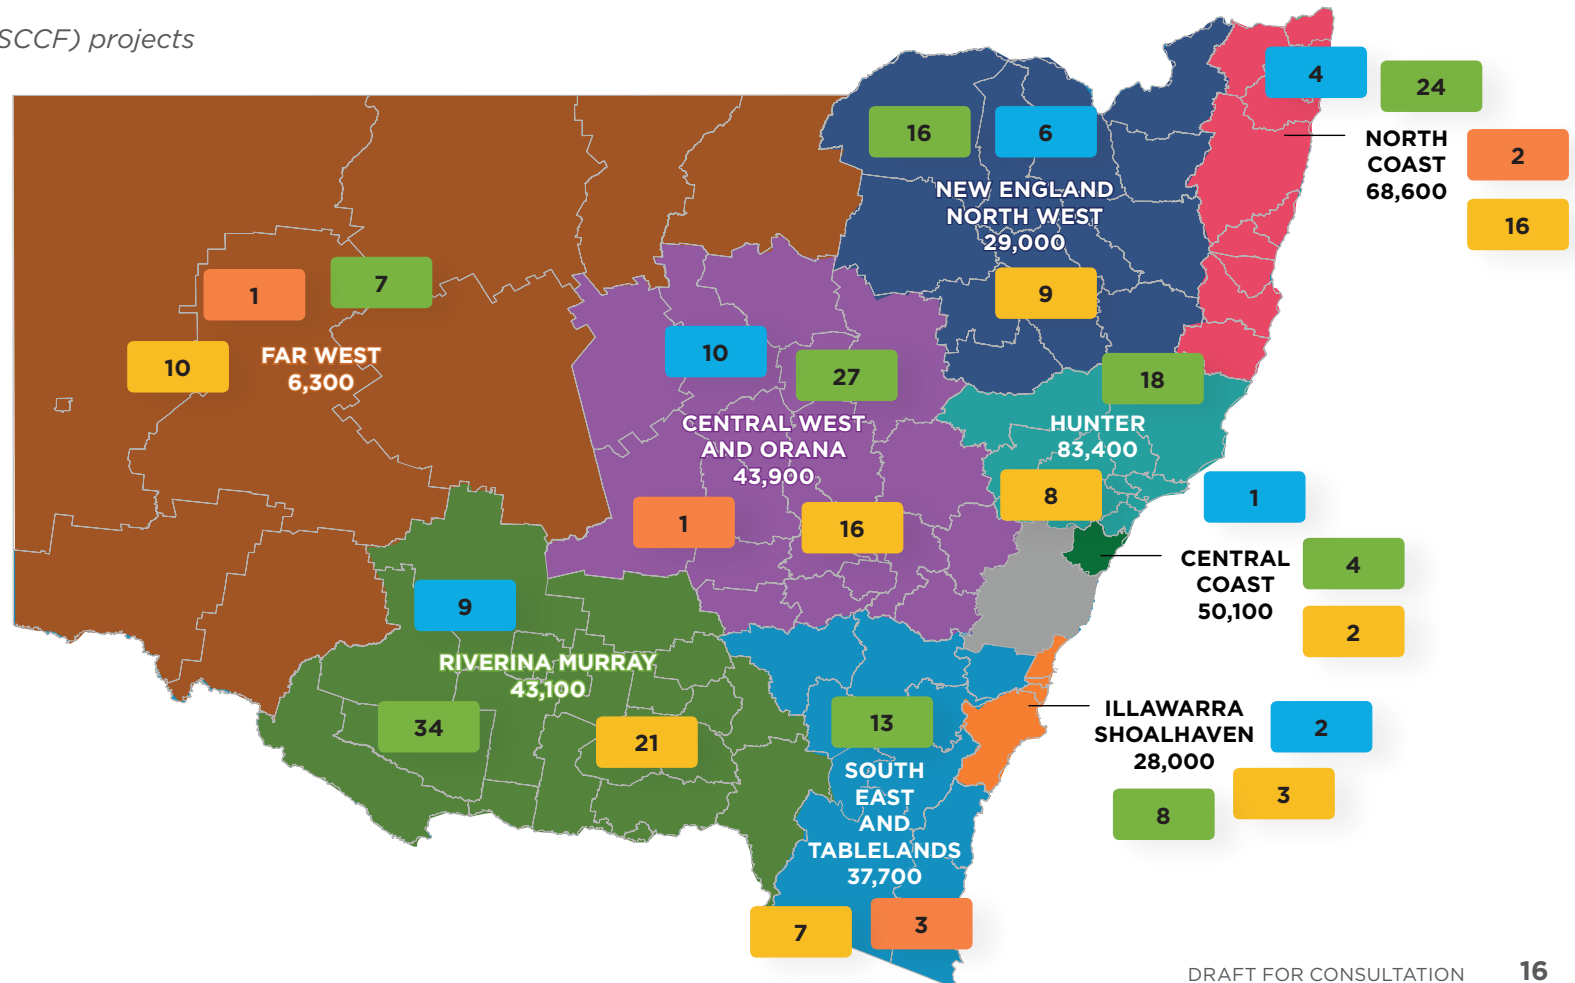 SCCF) projects
4
24
16
6
NORTH
COAST
68,600
2
NEW ENGLAND
NORTH WEST
29,000
16
1
7
9
10
FAR WEST
6,300
10
27
18
CENTRAL WEST
AND ORANA
43,900
HUNTER
83,400
8
1
1
16
CENTRAL
COAST
50,100
4
2
9
RIVERINA MURRAY
43,100
34
21
13
ILLAWARRA
SHOALHAVEN
28,000
2
3
8
SOUTH
EAST
AND
TABLELANDS
37,700
7
3
DRAFT FOR CONSULTATION 16